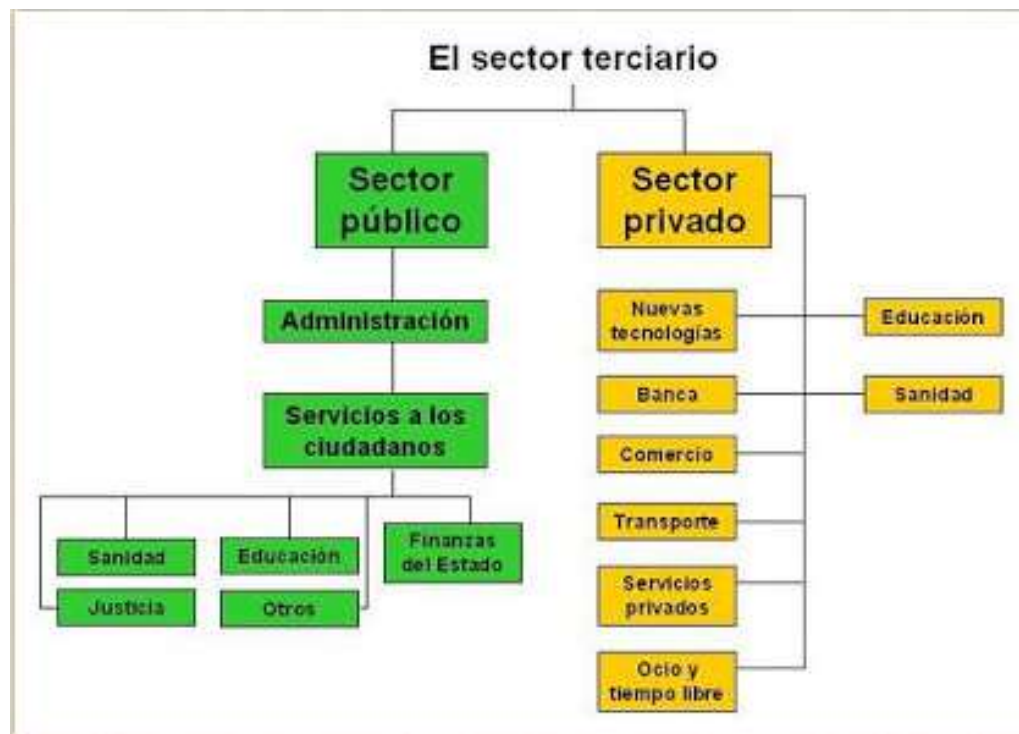 El sector terciario
Sector
público
Administración
Servicios a los
ciudadanos
Sanidad
Educación
Finanzas
del Estado
Justicia
Otros
Sector
privado
Nuevas
tecnologías
Educación
Banca
Sanidad
Comercio
Transporte
Servicios
privados
Ocio y
tiempo libre